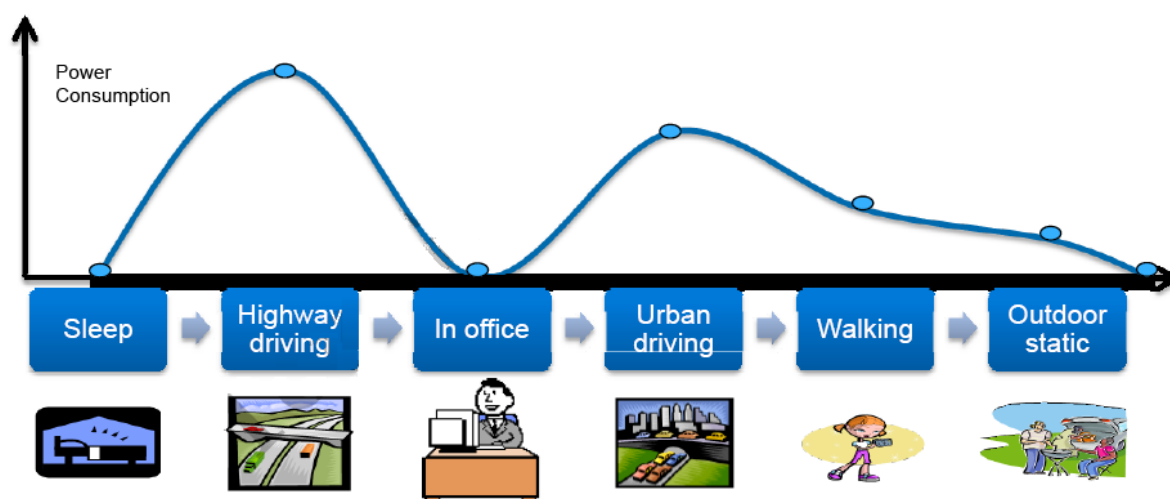 Power
Consumption
Sleep
Highway
driving
In office
Urban
driving
Walking
Outdoor
static